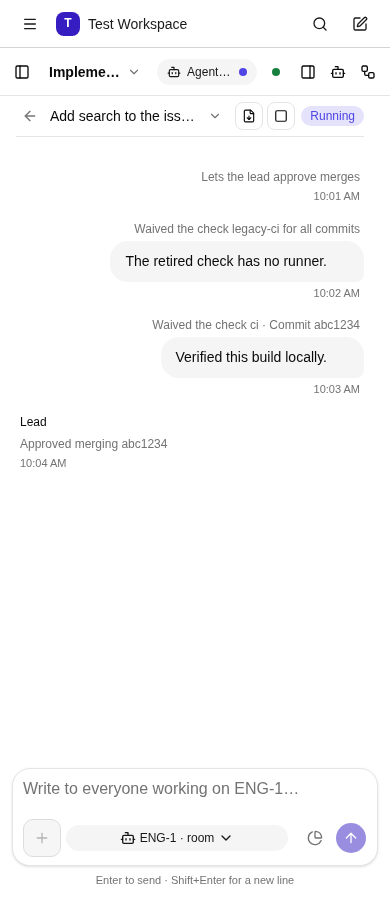 T Test Workspace
Impleme… Agent…
Add search to the iss… Running
Lets the lead approve merges
10:01 AM
Waived the check legacy-ci for all commits
The retired check has no runner.
10:02 AM
Waived the check ci · Commit abc1234
Verified this build locally.
10:03 AM
Lead
Approved merging abc1234
10:04 AM
Write to everyone working on ENG-1…
ENG-1 · room
Enter to send · Shift+Enter for a new line